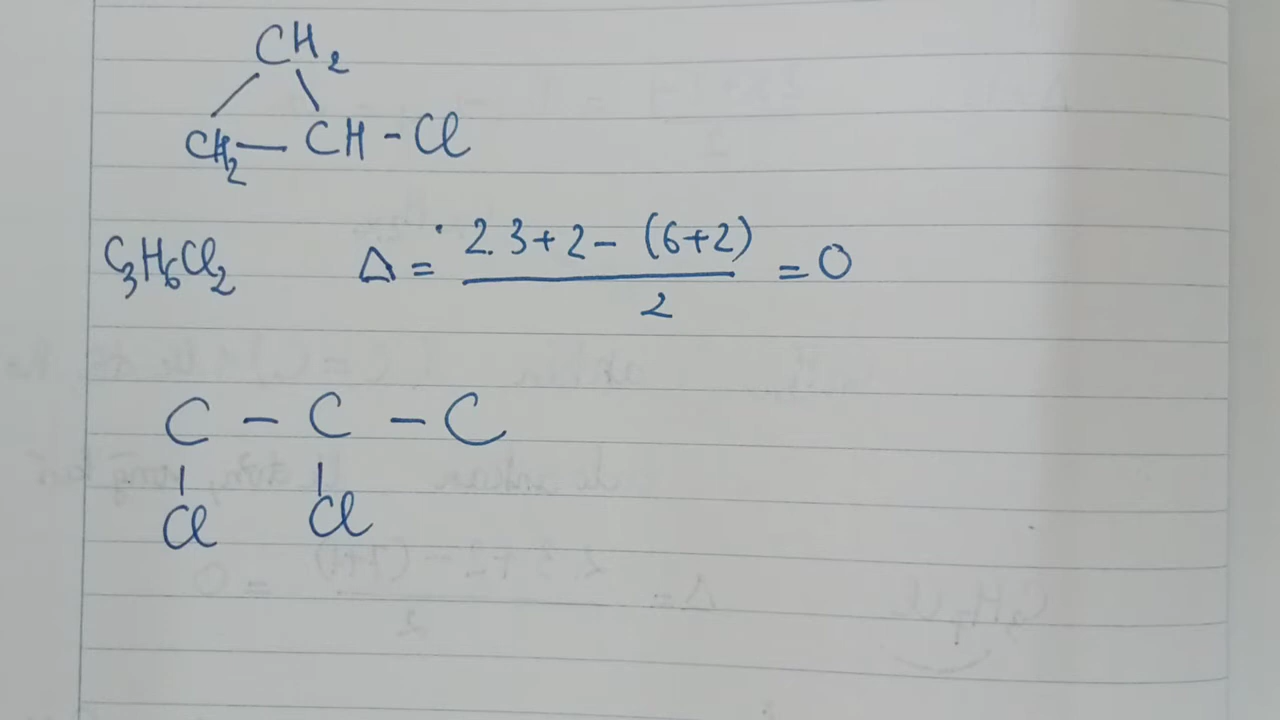 CH2
CH2 — CH - Cl
C3H6Cl2 Δ = 2.3+2-(6+2) / 2 = 0
C - C - C
Cl Cl